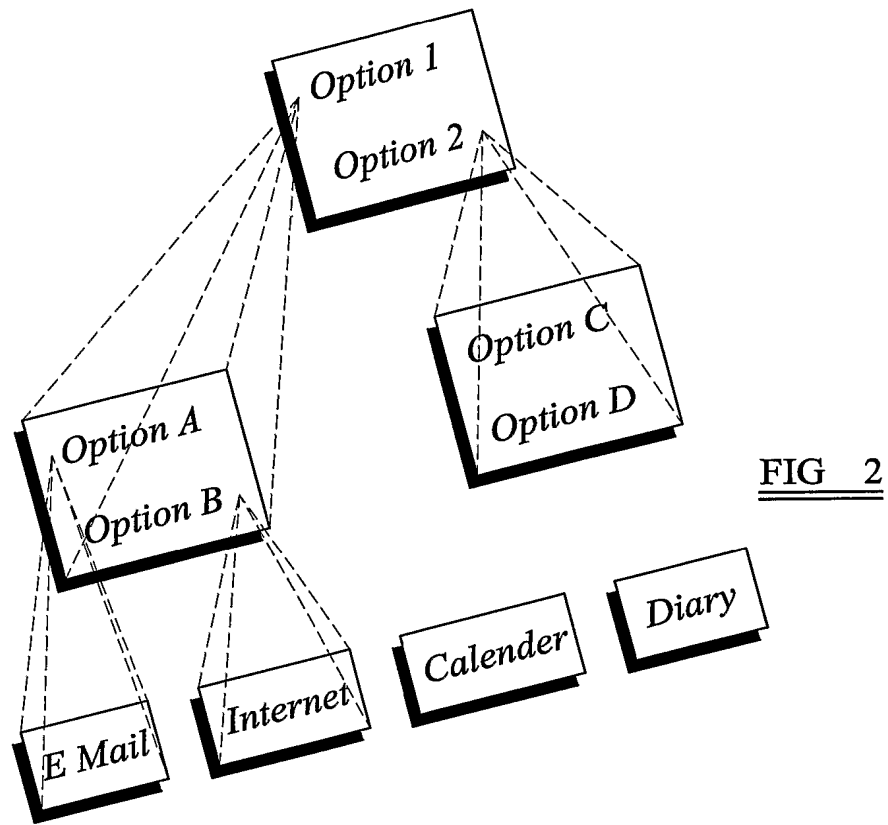 Option 1
Option 2
Option C
Option D
Option A
Option B
FIG 2
Diary
Calender
Internet
E Mail